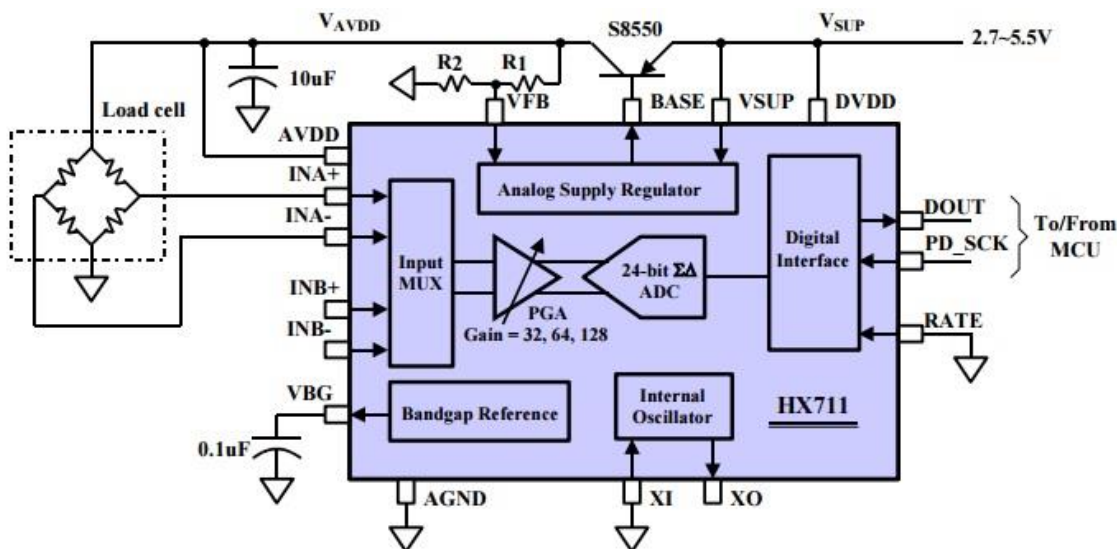 V_AVDD
S8550
V_SUP
2.7~5.5V
R2
R1
10uF
VFB
BASE
VSUP
DVDD
Load cell
AVDD
INA+
INA-
INB+
INB-
VBG
0.1uF
Analog Supply Regulator
Input
MUX
PGA
Gain = 32, 64, 128
24-bit ΣΔ
ADC
Digital
Interface
DOUT
PD_SCK
To/From
MCU
RATE
Bandgap Reference
Internal
Oscillator
HX711
AGND
XI
XO